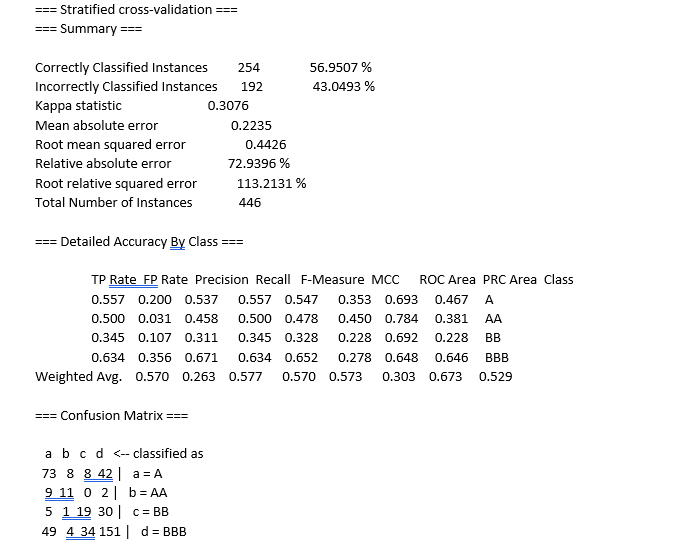 === Stratified cross-validation ===
=== Summary ===
Correctly Classified Instances 254 56.9507 %
Incorrectly Classified Instances 192 43.0493 %
Kappa statistic 0.3076
Mean absolute error 0.2235
Root mean squared error 0.4426
Relative absolute error 72.9396 %
Root relative squared error 113.2131 %
Total Number of Instances 446
=== Detailed Accuracy By Class ===
TP Rate FP Rate Precision Recall F-Measure MCC ROC Area PRC Area Class
0.557 0.200 0.537 0.557 0.547 0.353 0.693 0.467 A
0.500 0.031 0.458 0.500 0.478 0.450 0.784 0.381 AA
0.345 0.107 0.311 0.345 0.328 0.228 0.692 0.228 BB
0.634 0.356 0.671 0.634 0.652 0.278 0.648 0.646 BBB
Weighted Avg. 0.570 0.263 0.577 0.570 0.573 0.303 0.673 0.529
=== Confusion Matrix ===
a b c d <-- classified as
73 8 8 42 | a = A
9 11 0 2 | b = AA
5 1 19 30 | c = BB
49 4 34 151 | d = BBB